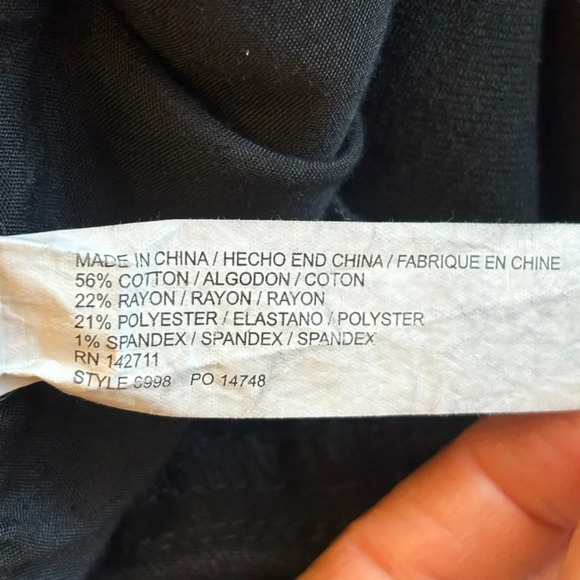 MADE IN CHINA / HECHO END CHINA / FABRIQUE EN CHINE
56% COTTON / ALGODON / COTON
22% RAYON / RAYON / RAYON
21% POLYESTER / ELASTANO / POLYSTER
1% SPANDEX / SPANDEX / SPANDEX
RN 142711
STYLE PO 14748